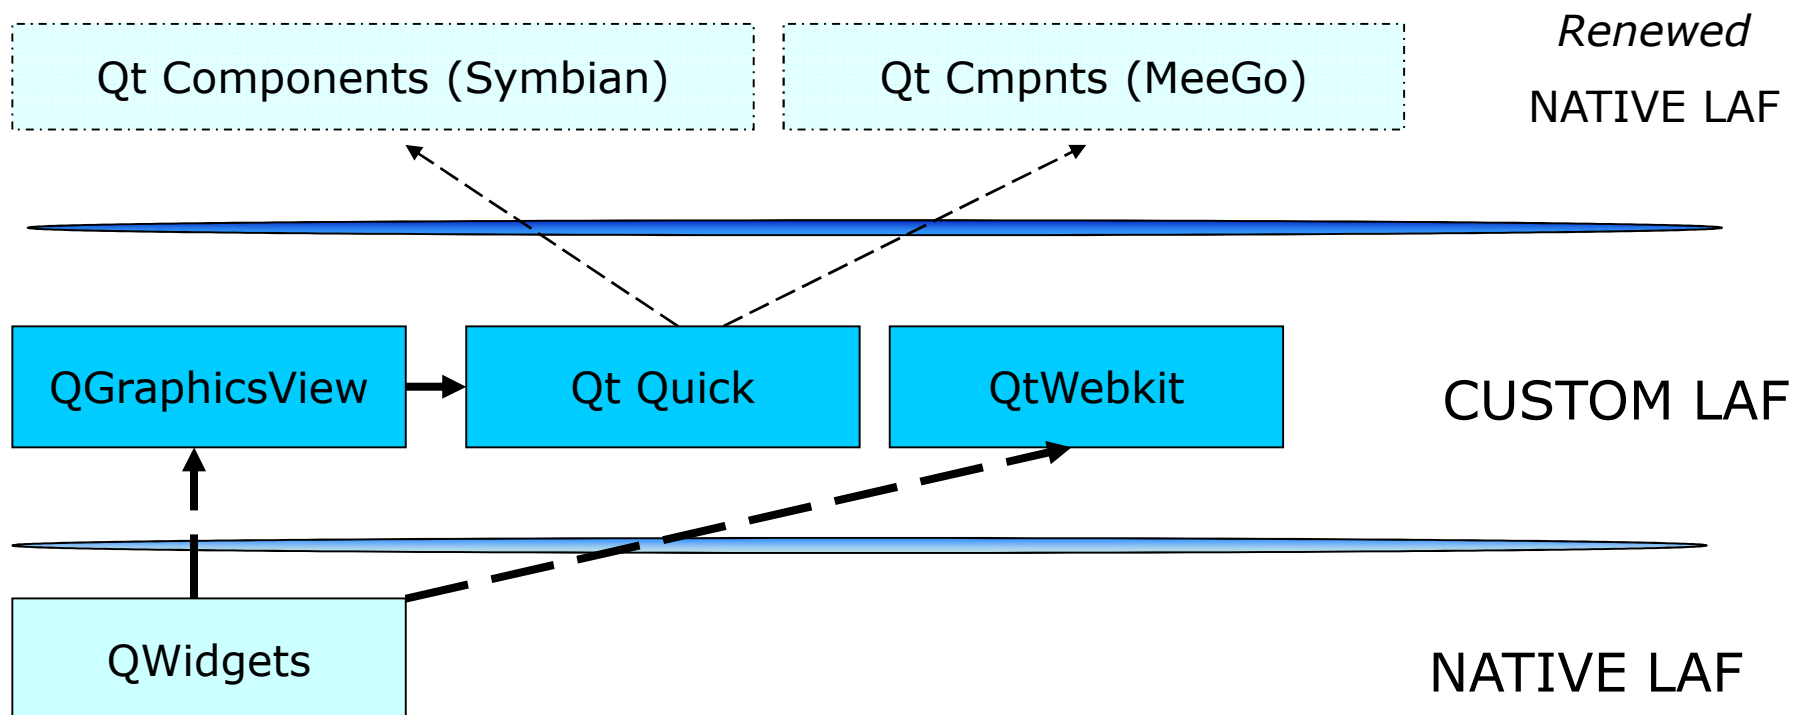 Qt Components (Symbian)
Qt Cmpnts (MeeGo)
Renewed
NATIVE LAF
QGraphicsView
Qt Quick
QtWebkit
CUSTOM LAF
QWidgets
NATIVE LAF